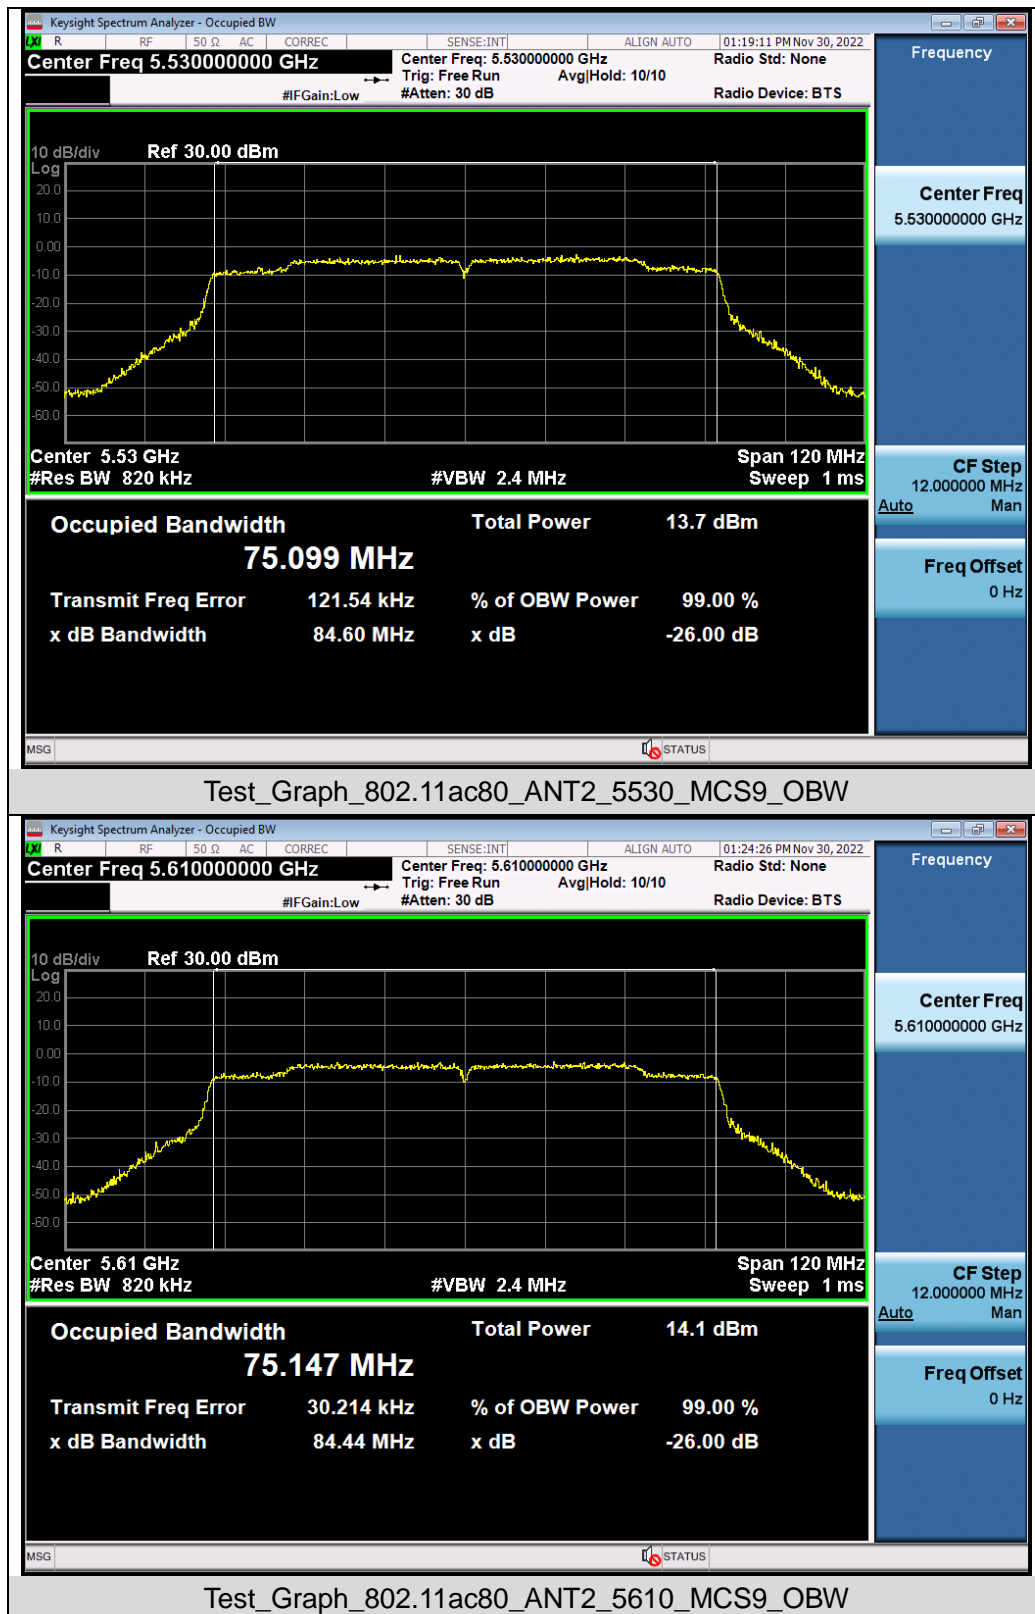 Keysight Spectrum Analyzer - Occupied BW
LXI R RF 50 Ω AC CORREC SENSE:INT ALIGN AUTO 01:19:11 PM Nov 30, 2022
Center Freq 5.530000000 GHz
Center Freq: 5.530000000 GHz Radio Std: None
Trig: Free Run Avg|Hold: 10/10
#IFGain:Low #Atten: 30 dB Radio Device: BTS
Frequency
10 dB/div Ref 30.00 dBm
Log
20.0
10.0
0.00
-10.0
-20.0
-30.0
-40.0
-50.0
-60.0
Center 5.53 GHz Span 120 MHz
#Res BW 820 kHz #VBW 2.4 MHz Sweep 1 ms
Center Freq
5.530000000 GHz
CF Step
12.000000 MHz
Auto Man
Freq Offset
0 Hz
Occupied Bandwidth Total Power 13.7 dBm
75.099 MHz
Transmit Freq Error 121.54 kHz % of OBW Power 99.00 %
x dB Bandwidth 84.60 MHz x dB -26.00 dB
MSG STATUS
Test_Graph_802.11ac80_ANT2_5530_MCS9_OBW
Keysight Spectrum Analyzer - Occupied BW
LXI R RF 50 Ω AC CORREC SENSE:INT ALIGN AUTO 01:24:26 PM Nov 30, 2022
Center Freq 5.610000000 GHz
Center Freq: 5.610000000 GHz Radio Std: None
Trig: Free Run Avg|Hold: 10/10
#IFGain:Low #Atten: 30 dB Radio Device: BTS
Frequency
10 dB/div Ref 30.00 dBm
Log
20.0
10.0
0.00
-10.0
-20.0
-30.0
-40.0
-50.0
-60.0
Center 5.61 GHz Span 120 MHz
#Res BW 820 kHz #VBW 2.4 MHz Sweep 1 ms
Center Freq
5.610000000 GHz
CF Step
12.000000 MHz
Auto Man
Freq Offset
0 Hz
Occupied Bandwidth Total Power 14.1 dBm
75.147 MHz
Transmit Freq Error 30.214 kHz % of OBW Power 99.00 %
x dB Bandwidth 84.44 MHz x dB -26.00 dB
MSG STATUS
Test_Graph_802.11ac80_ANT2_5610_MCS9_OBW